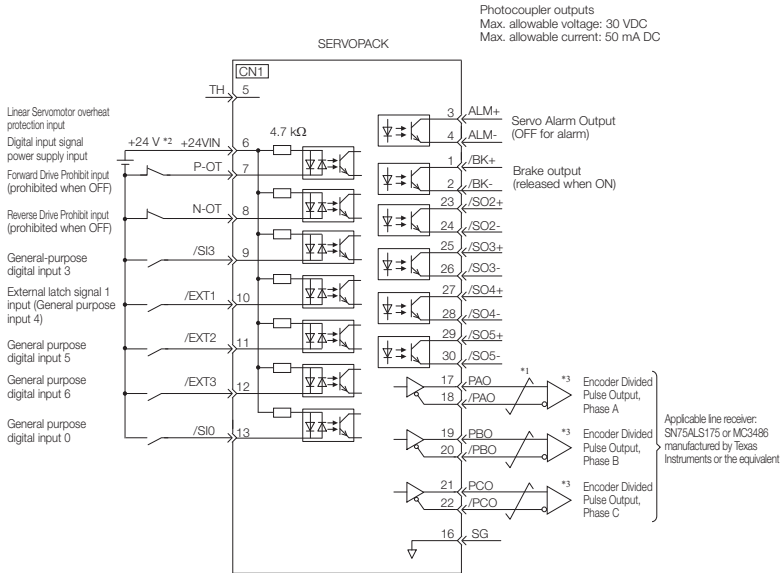 Photocoupler outputs
Max. allowable voltage: 30 VDC
Max. allowable current: 50 mA DC
SERVOPACK
CN1
TH 5
Linear Servomotor overheat
protection input
Digital input signal
power supply input
+24 V *2 +24VIN 6
4.7 kΩ
Forward Drive Prohibit input
(prohibited when OFF)
P-OT 7
Reverse Drive Prohibit input
(prohibited when OFF)
N-OT 8
General-purpose
digital input 3
/SI3 9
External latch signal 1
input (General purpose
input 4)
/EXT1 10
General purpose
digital input 5
/EXT2 11
General purpose
digital input 6
/EXT3 12
General purpose
digital input 0
/SI0 13
3 ALM+
4 ALM-
Servo Alarm Output
(OFF for alarm)
1 /BK+
2 /BK-
Brake output
(released when ON)
23 /SO2+
24 /SO2-
25 /SO3+
26 /SO3-
27 /SO4+
28 /SO4-
29 /SO5+
30 /SO5-
17 PAO
18 /PAO
*1
*3
Encoder Divided
Pulse Output,
Phase A
19 PBO
20 /PBO
*3
Encoder Divided
Pulse Output,
Phase B
21 PCO
22 /PCO
*3
Encoder Divided
Pulse Output,
Phase C
Applicable line receiver:
SN75ALS175 or MC3486
manufactured by Texas
Instruments or the equivalent
16 SG